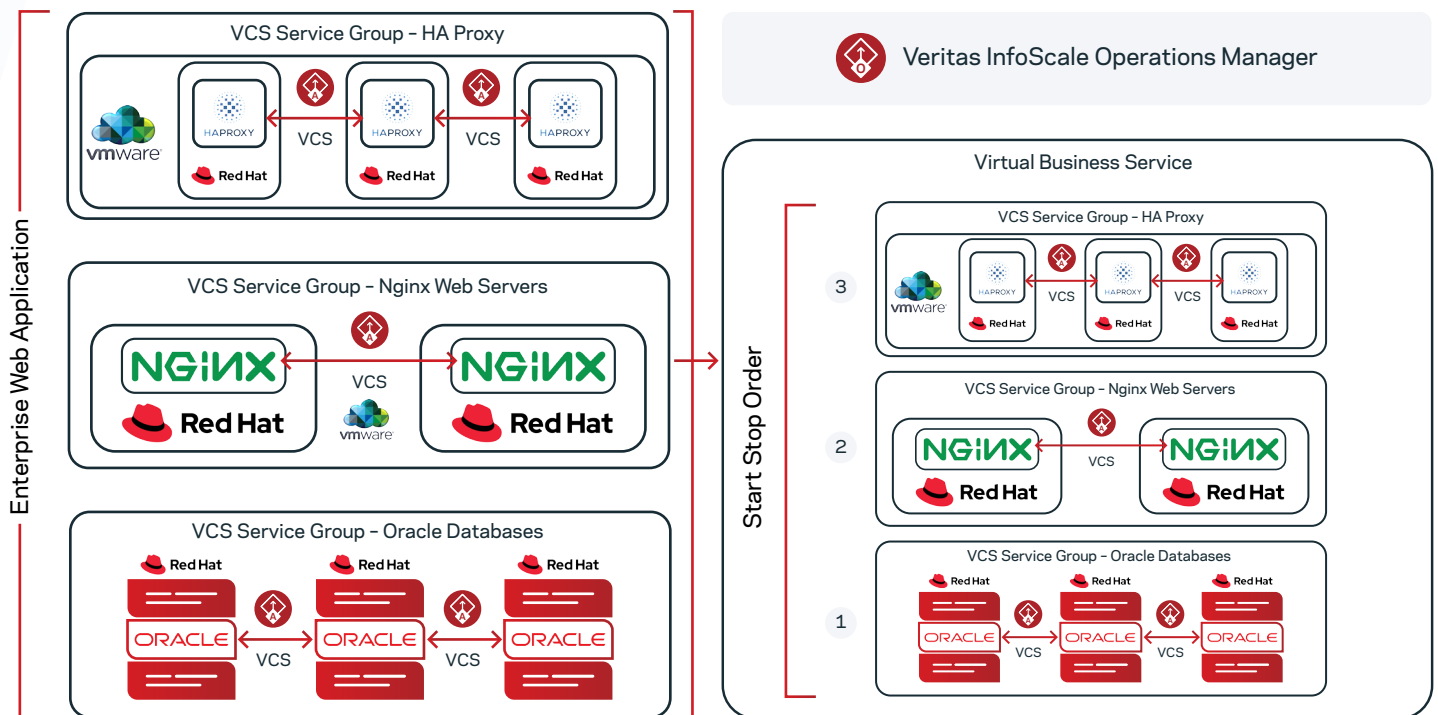 Enterprise Web Application
VCS Service Group - HA Proxy
vmware
HAPROXY
Red Hat
A
VCS
HAPROXY
Red Hat
A
VCS
HAPROXY
Red Hat
VCS Service Group - Nginx Web Servers
NGINX
Red Hat
A
VCS
vmware
NGINX
Red Hat
VCS Service Group - Oracle Databases
Red Hat
ORACLE
A
VCS
Red Hat
ORACLE
A
VCS
Red Hat
ORACLE
O
Veritas InfoScale Operations Manager
Virtual Business Service
Start Stop Order
3
VCS Service Group - HA Proxy
vmware
HAPROXY
Red Hat
A
VCS
HAPROXY
Red Hat
A
VCS
HAPROXY
Red Hat
2
VCS Service Group - Nginx Web Servers
NGINX
Red Hat
A
VCS
NGINX
Red Hat
1
VCS Service Group - Oracle Databases
Red Hat
ORACLE
A
VCS
Red Hat
ORACLE
A
VCS
Red Hat
ORACLE